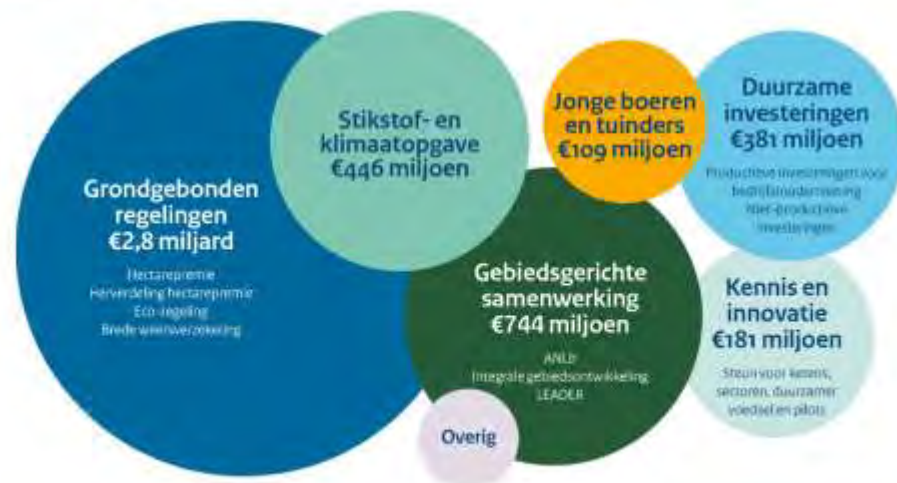 Grondgebonden
regelingen
€2,8 miljard
Hectarepremie
Herverdeling hectarepremie
Eco-regeling
Brede weersverzekering
Stikstof- en
klimaatopgave
€446 miljoen
Gebiedsgerichte
samenwerking
€744 miljoen
ANLb
Integrale gebiedsontwikkeling
LEADER
Overig
Jonge boeren
en tuinders
€109 miljoen
Duurzame
investeringen
€381 miljoen
Productieve investeringen voor
bedrijfsmodernisering
Niet-productieve
investeringen
Kennis en
innovatie
€181 miljoen
Steun voor ketens,
sectoren, duurzamer
voedsel en pilots